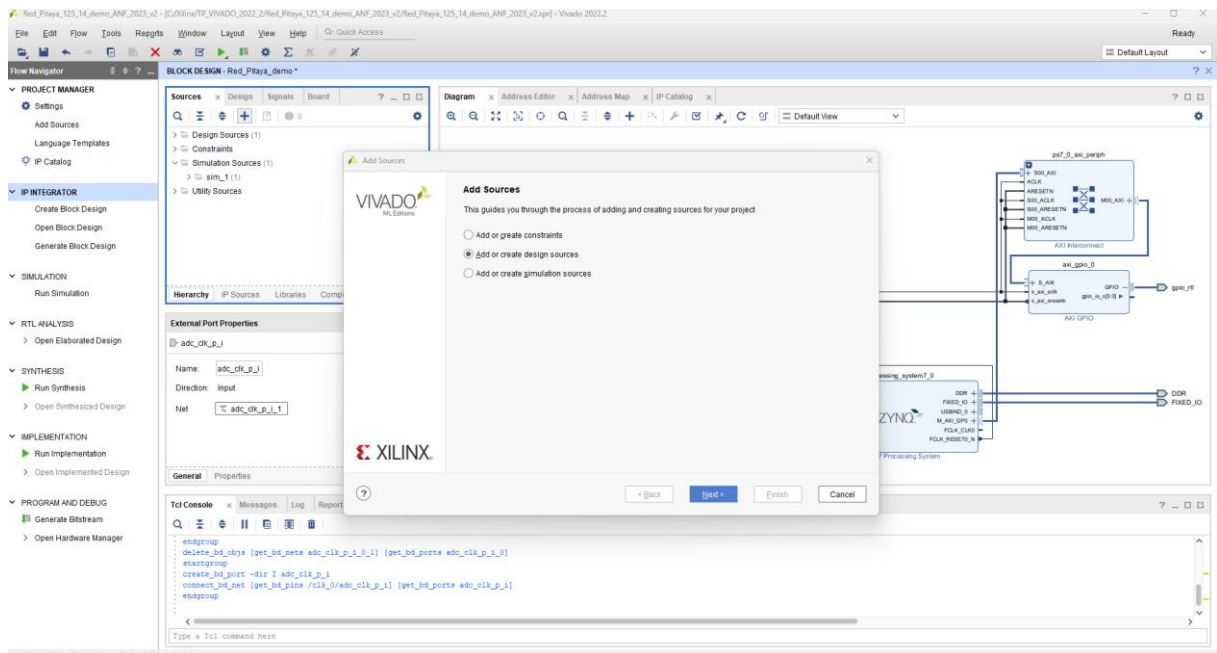 Red_Pitaya_125_14_demo_ANF_2023_v2 - [C:/Xilinx/TP_VIVADO_2022_2/Red_Pitaya_125_14_demo_ANF_2023_v2/Red_Pitaya_125_14_demo_ANF_2023_v2.xpr] - Vivado 2022.2
File Edit Flow Tools Reports Window Layout View Help Quick Access
Ready
Default Layout
Flow Navigator
BLOCK DESIGN - Red_Pitaya_demo *
PROJECT MANAGER
Settings
Add Sources
Language Templates
IP Catalog
IP INTEGRATOR
Create Block Design
Open Block Design
Generate Block Design
SIMULATION
Run Simulation
RTL ANALYSIS
Open Elaborated Design
SYNTHESIS
Run Synthesis
Open Synthesized Design
IMPLEMENTATION
Run Implementation
Open Implemented Design
PROGRAM AND DEBUG
Generate Bitstream
Open Hardware Manager
Sources Design Signals Board
0
Design Sources (1)
Constraints
Simulation Sources (1)
sim_1 (1)
Utility Sources
Hierarchy IP Sources Libraries
External Port Properties
adc_clk_p_i
Name: adc_clk_p_i
Direction: Input
Net adc_clk_p_i_1
General Properties
Diagram Address Editor Address Map IP Catalog
Default View
ps7_0_axi_periph
S00_AXI
ACLK
ARESETN
S00_ACLK
S00_ARESETN
M00_ACLK
M00_ARESETN
M00_AXI
AXI Interconnect
axi_gpio_0
S_AXI
s_axi_aclk
s_axi_aresetn
GPIO
gpio_io_o[0:0]
AXI GPIO
gpio_rtl
DDR
FIXED_IO
USBIND_0
M_AXI_GP0
FCLK_CLK0
FCLK_RESET0_N
ZYNQ
Processing System
DDR
FIXED_IO
Add Sources
VIVADO
ML Editions
Add Sources
This guides you through the process of adding and creating sources for your project
Add or create constraints
Add or create design sources
Add or create simulation sources
XILINX
?
< Back Next > Finish Cancel
Tcl Console Messages Log
endgroup
delete_bd_objs [get_bd_nets adc_clk_p_i_0_1] [get_bd_ports adc_clk_p_i_0]
startgroup
create_bd_port -dir I adc_clk_p_i
connect_bd_net [get_bd_pins /clk_0/adc_clk_p_i] [get_bd_ports adc_clk_p_i]
endgroup
Type a Tcl command here